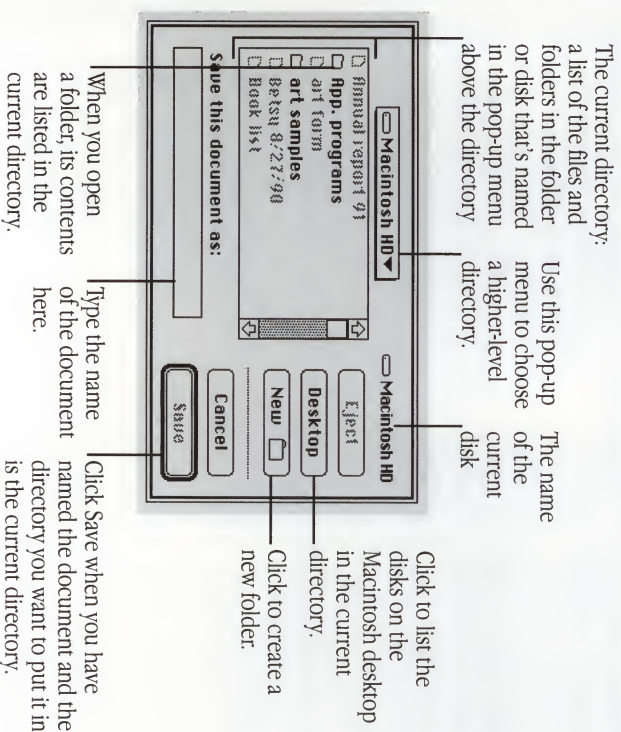 The current directory:
a list of the files and
folders in the folder
or disk that's named
in the pop-up menu
above the directory
Use this pop-up
menu to choose
a higher-level
directory.
The name
of the
current
disk
Macintosh HD
Macintosh HD
Annual report 91
App. programs
art form
art samples
Betsy 8/27/90
Book list
Eject
Desktop
New
Save this document as:
Cancel
Save
Click to list the
disks on the
Macintosh desktop
in the current
directory.
Click to create a
new folder.
When you open
a folder, its contents
are listed in the
current directory.
Type the name
of the document
here.
Click Save when you have
named the document and the
directory you want to put it in
is the current directory.